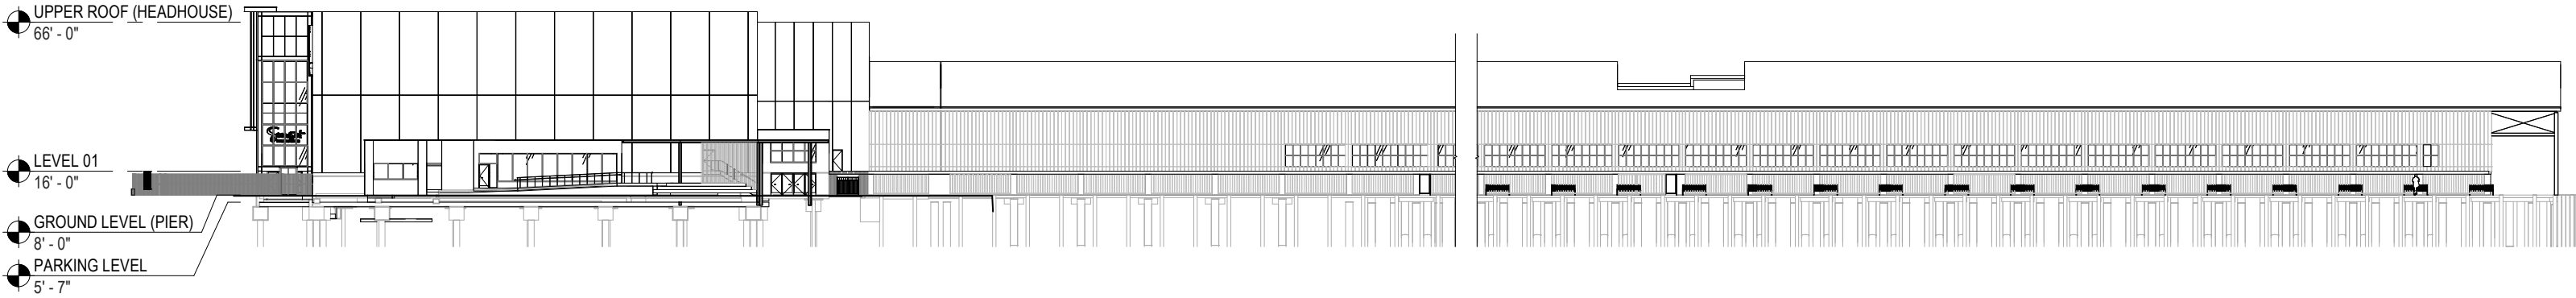 UPPER ROOF (HEADHOUSE)
66' - 0"
LEVEL 01
16' - 0"
GROUND LEVEL (PIER)
8' - 0"
PARKING LEVEL
5' - 7"